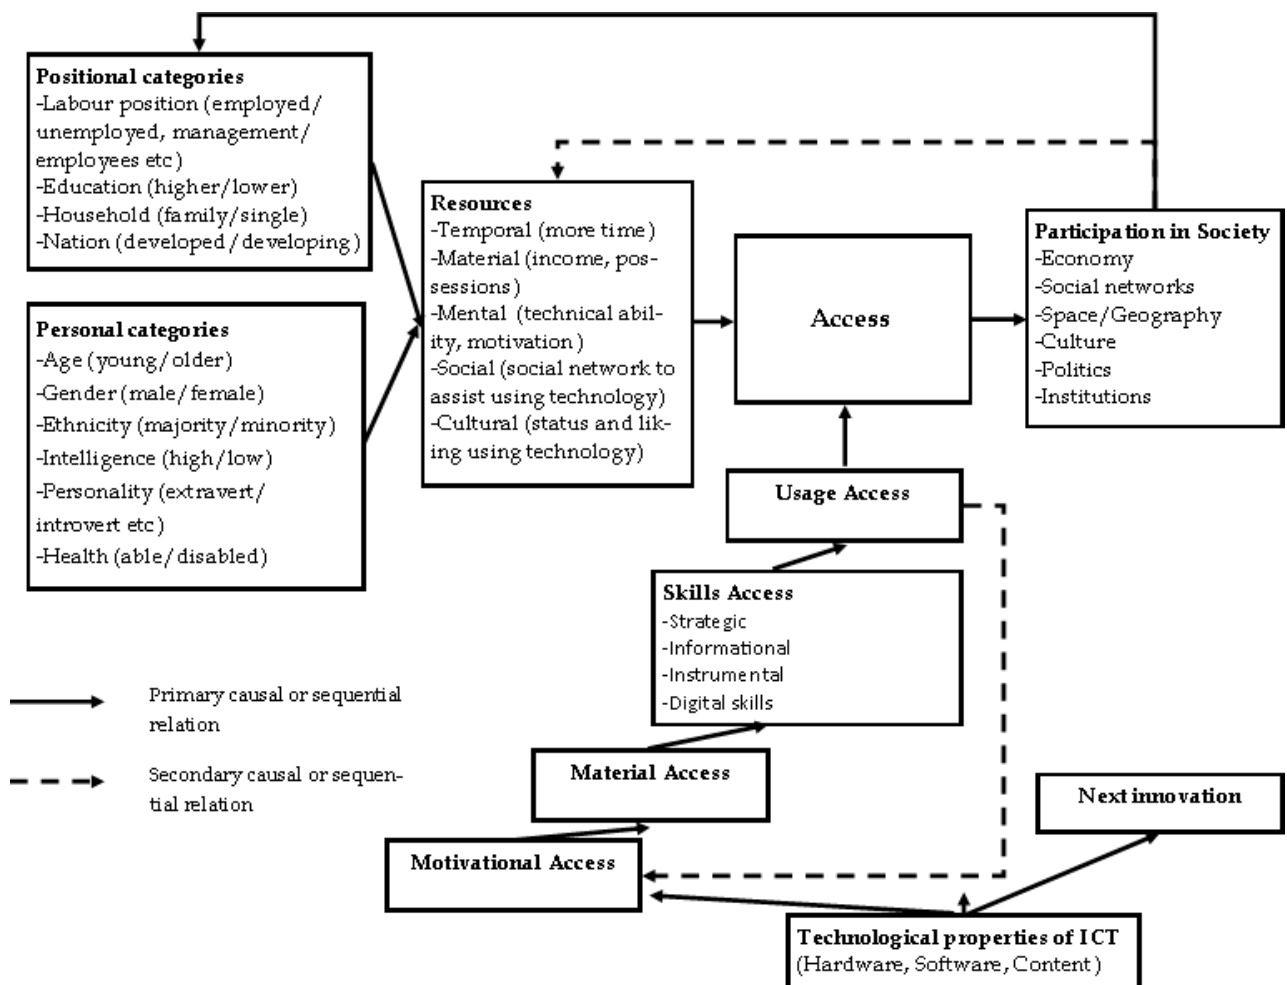 Positional categories
-Labour position (employed/
unemployed, management/
employees etc)
-Education (higher/lower)
-Household (family/single)
-Nation (developed/developing)
Personal categories
-Age (young/older)
-Gender (male/female)
-Ethnicity (majority/minority)
-Intelligence (high/low)
-Personality (extravert/
introvert etc)
-Health (able/disabled)
Resources
-Temporal (more time)
-Material (income, pos-
sessions)
-Mental (technical abil-
ity, motivation)
-Social (social network to
assist using technology)
-Cultural (status and lik-
ing using technology)
Access
Participation in Society
-Economy
-Social networks
-Space/Geography
-Culture
-Politics
-Institutions
Usage Access
Skills Access
-Strategic
-Informational
-Instrumental
-Digital skills
Material Access
Motivational Access
Next innovation
Technological properties of ICT
(Hardware, Software, Content)
Primary causal or sequential
relation
Secondary causal or sequen-
tial relation